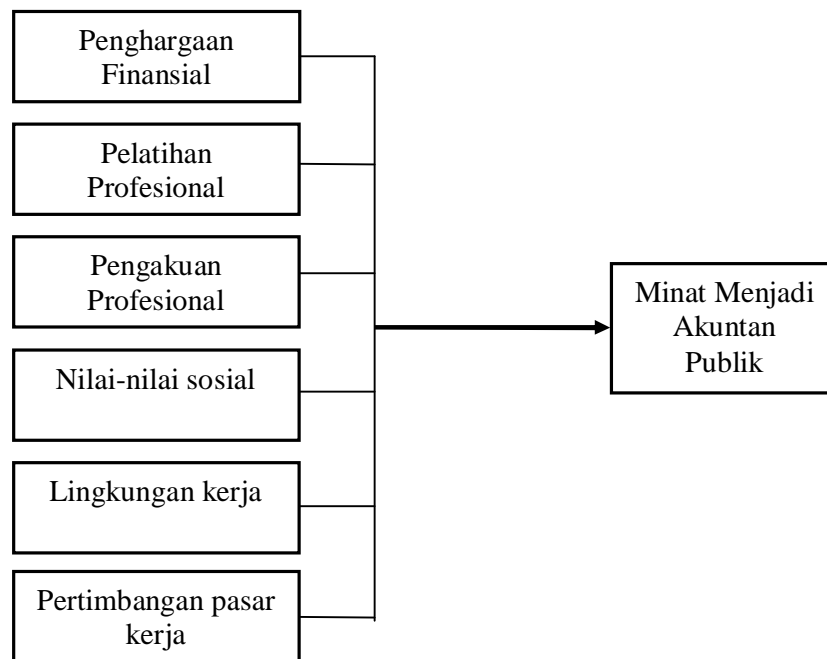 Penghargaan
Finansial
Pelatihan
Profesional
Pengakuan
Profesional
Nilai-nilai sosial
Lingkungan kerja
Pertimbangan pasar
kerja
Minat Menjadi
Akuntan
Publik